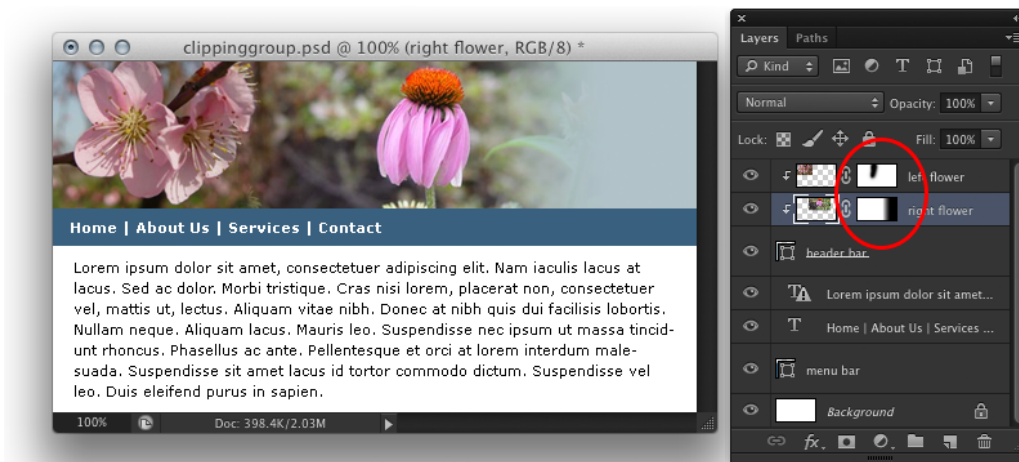 clippinggroup.psd @ 100% (right flower, RGB/8) *
Home | About Us | Services | Contact
Lorem ipsum dolor sit amet, consectetuer adipiscing elit. Nam iaculis lacus at
lacus. Sed ac dolor. Morbi tristique. Cras nisi lorem, placerat non, consectetuer
vel, mattis ut, lectus. Aliquam vitae nibh. Donec at nibh quis dui facilisis lobortis.
Nullam neque. Aliquam lacus. Mauris leo. Suspendisse nec ipsum ut massa tincid-
unt rhoncus. Phasellus ac ante. Pellentesque et orci at lorem interdum male-
suada. Suspendisse sit amet lacus id tortor commodo dictum. Suspendisse vel
leo. Duis eleifend purus in sapien.
100% Doc: 398.4K/2.03M
Layers Paths
Kind T
Normal Opacity: 100%
Lock: Fill: 100%
left flower
right flower
header bar
Lorem ipsum dolor sit amet...
Home | About Us | Services ...
menu bar
Background
fx.